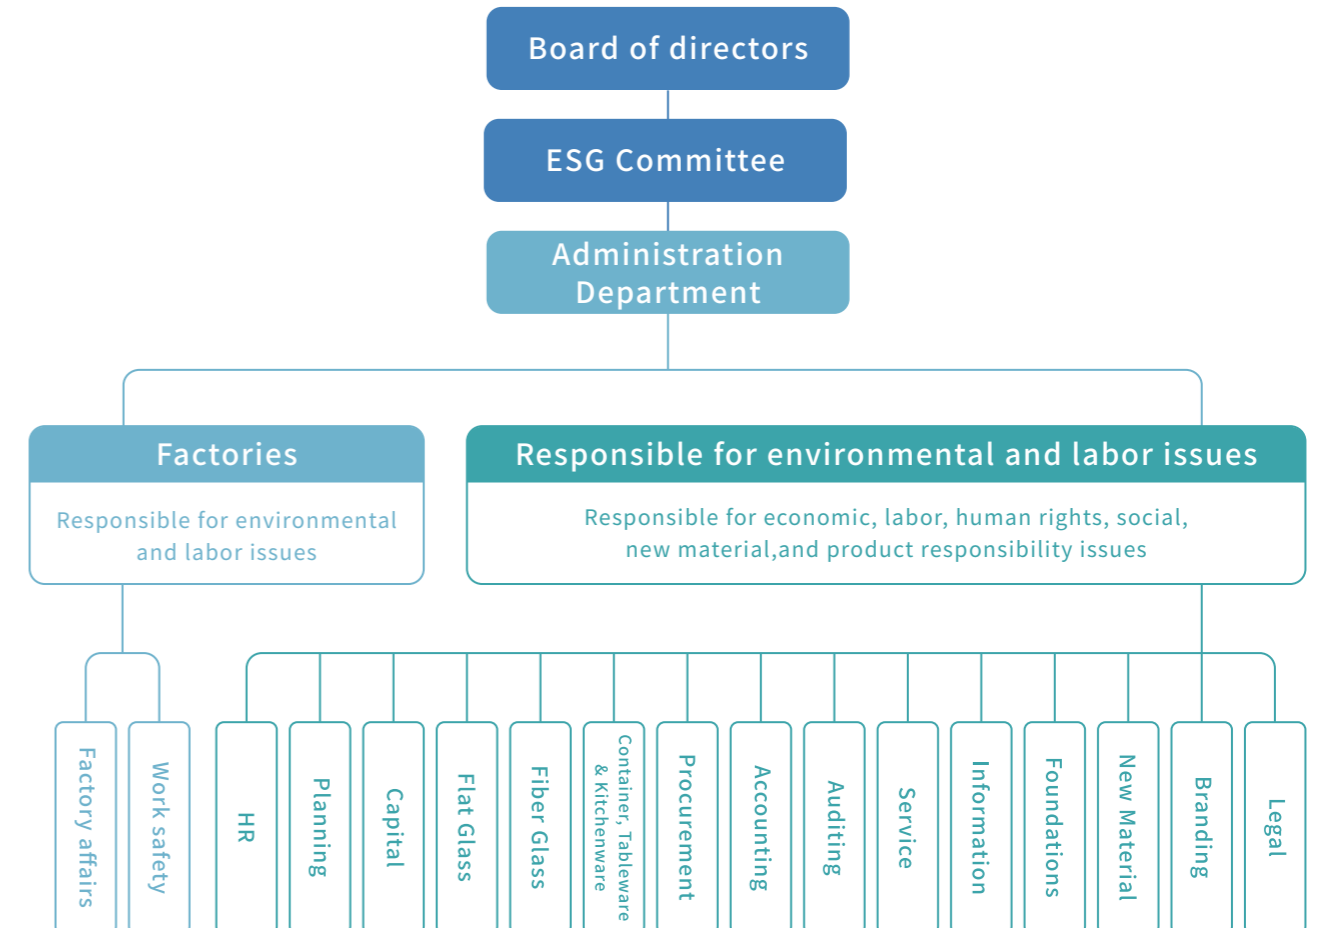 Board of directors
ESG Committee
Administration
Department
Factories
Responsible for environmental
and labor issues
Responsible for environmental and labor issues
Responsible for economic, labor, human rights, social,
new material,and product responsibility issues
Factory affairs
Work safety
HR
Planning
Capital
Flat Glass
Fiber Glass
Container, Tableware
& Kitchenware
Procurement
Accounting
Auditing
Service
Information
Foundations
New Material
Branding
Legal